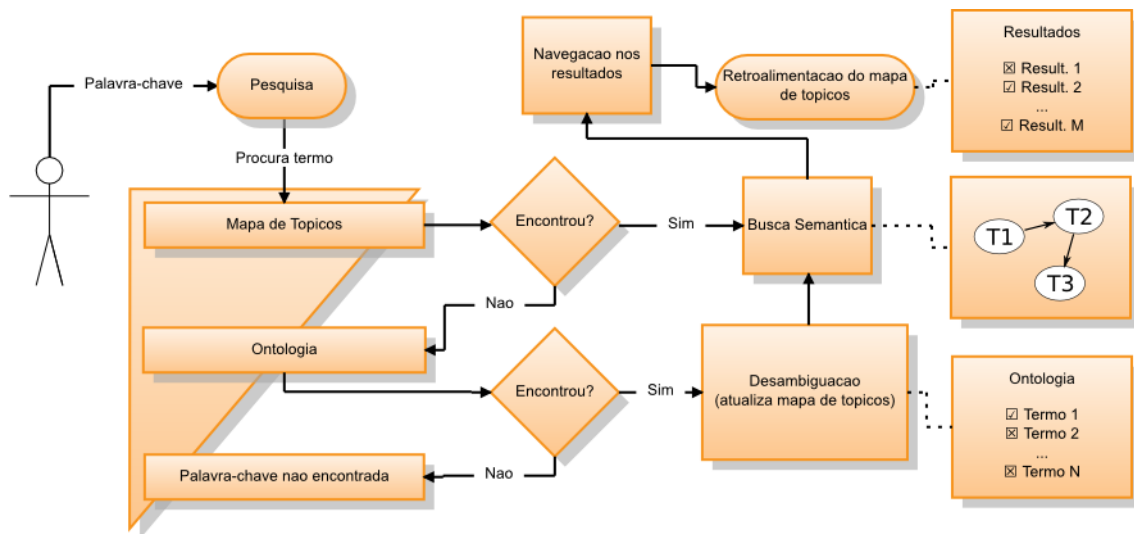 Palavra-chave
Pesquisa
Procura termo
Mapa de Topicos
Encontrou?
Sim
Busca Semantica
Navegacao nos
resultados
Retroalimentacao do mapa
de topicos
Resultados
☒ Result. 1
☑ Result. 2
...
☑ Result. M
T1
T2
T3
Nao
Ontologia
Encontrou?
Sim
Desambiguacao
(atualiza mapa de topicos)
Ontologia
☑ Termo 1
☒ Termo 2
...
☒ Termo N
Nao
Palavra-chave nao encontrada